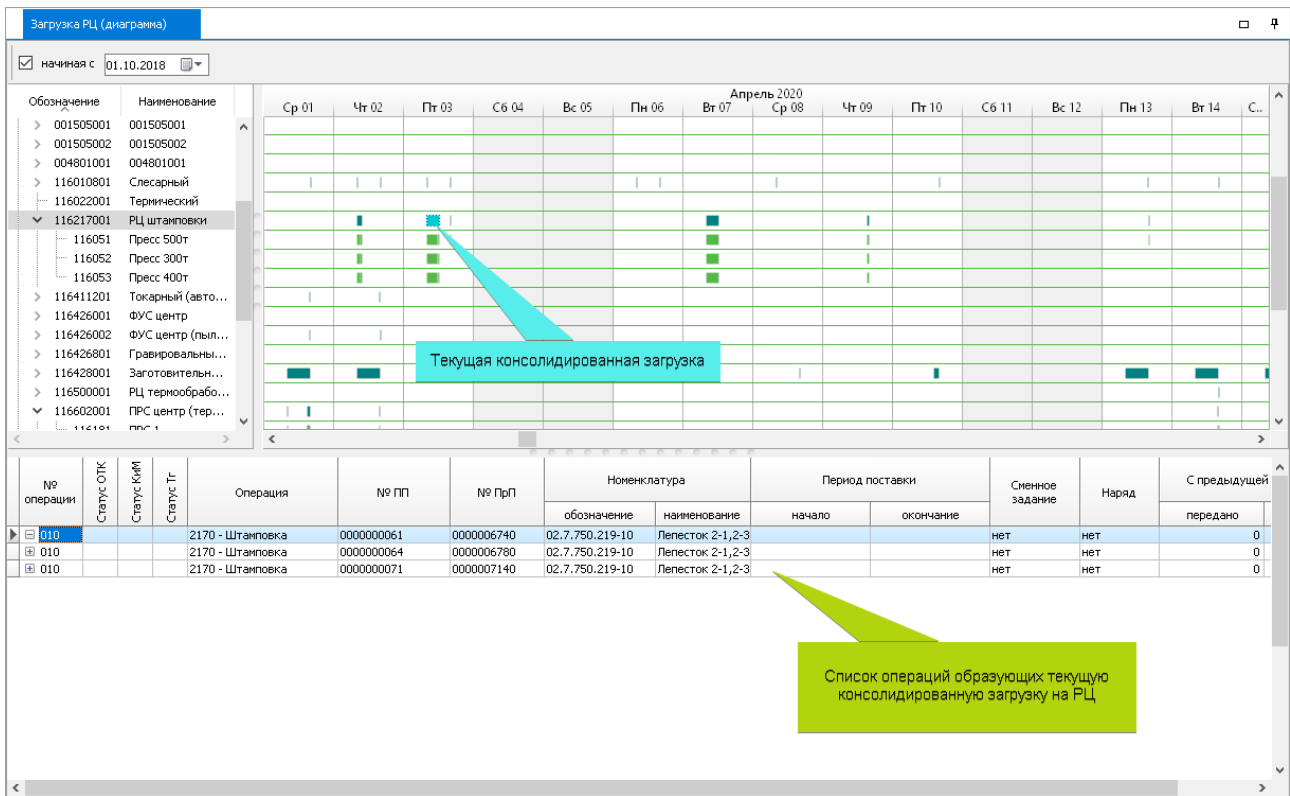 Загрузка РЦ (диаграмма)
начиная с 01.10.2018
Обозначение Наименование
Апрель 2020
Ср 01 Чт 02 Пт 03 Сб 04 Вс 05 Пн 06 Вт 07 Ср 08 Чт 09 Пт 10 Сб 11 Вс 12 Пн 13 Вт 14 С...
001505001 001505001
001505002 001505002
004801001 004801001
116010801 Слесарный
116022001 Термический
116217001 РЦ штамповки
116051 Пресс 500т
116052 Пресс 300т
116053 Пресс 400т
116411201 Токарный (авто...
116426001 ФУС центр
116426002 ФУС центр (пыл...
116426801 Гравировальны...
116428001 Заготовительн...
116500001 РЦ термообрабо...
116602001 ПРС центр (тер...
116181 ПРС 1
Текущая консолидированная загрузка
№ операции Статус ОТК Статус КиМ Статус Тг Операция № ПП № ПрП Номенклатура Период поставки Сменное задание Наряд С предыдущей
обозначение наименование начало окончание передано
010 2170 - Штамповка 0000000061 0000006740 02.7.750.219-10 Лепесток 2-1,2-3 нет нет 0
010 2170 - Штамповка 0000000064 0000006780 02.7.750.219-10 Лепесток 2-1,2-3 нет нет 0
010 2170 - Штамповка 0000000071 0000007140 02.7.750.219-10 Лепесток 2-1,2-3 нет нет 0
Список операций образующих текущую
консолидированную загрузку на РЦ